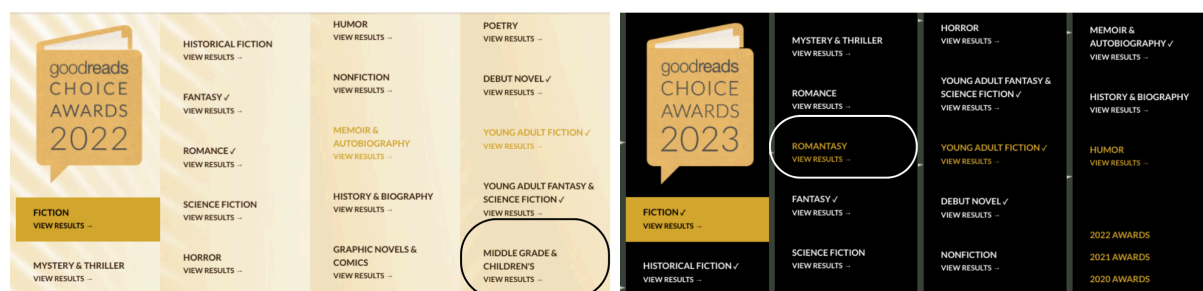 goodreads
CHOICE
AWARDS
2022
FICTION
VIEW RESULTS →
MYSTERY & THRILLER
VIEW RESULTS →
HISTORICAL FICTION
VIEW RESULTS →
FANTASY ✓
VIEW RESULTS →
ROMANCE ✓
VIEW RESULTS →
SCIENCE FICTION
VIEW RESULTS →
HORROR
VIEW RESULTS →
HUMOR
VIEW RESULTS →
NONFICTION
VIEW RESULTS →
MEMOIR &
AUTOBIOGRAPHY
VIEW RESULTS →
HISTORY & BIOGRAPHY
VIEW RESULTS →
GRAPHIC NOVELS &
COMICS
VIEW RESULTS →
POETRY
VIEW RESULTS →
DEBUT NOVEL ✓
VIEW RESULTS →
YOUNG ADULT FICTION ✓
VIEW RESULTS →
YOUNG ADULT FANTASY &
SCIENCE FICTION ✓
VIEW RESULTS →
MIDDLE GRADE &
CHILDREN'S
VIEW RESULTS →
goodreads
CHOICE
AWARDS
2023
FICTION ✓
VIEW RESULTS →
HISTORICAL FICTION ✓
VIEW RESULTS →
MYSTERY & THRILLER
VIEW RESULTS →
ROMANCE
VIEW RESULTS →
ROMANTASY
VIEW RESULTS →
FANTASY ✓
VIEW RESULTS →
SCIENCE FICTION
VIEW RESULTS →
HORROR
VIEW RESULTS →
YOUNG ADULT FANTASY &
SCIENCE FICTION ✓
VIEW RESULTS →
YOUNG ADULT FICTION ✓
VIEW RESULTS →
DEBUT NOVEL ✓
VIEW RESULTS →
NONFICTION
VIEW RESULTS →
MEMOIR &
AUTOBIOGRAPHY ✓
VIEW RESULTS →
HISTORY & BIOGRAPHY
VIEW RESULTS →
HUMOR
VIEW RESULTS →
2022 AWARDS
2021 AWARDS
2020 AWARDS